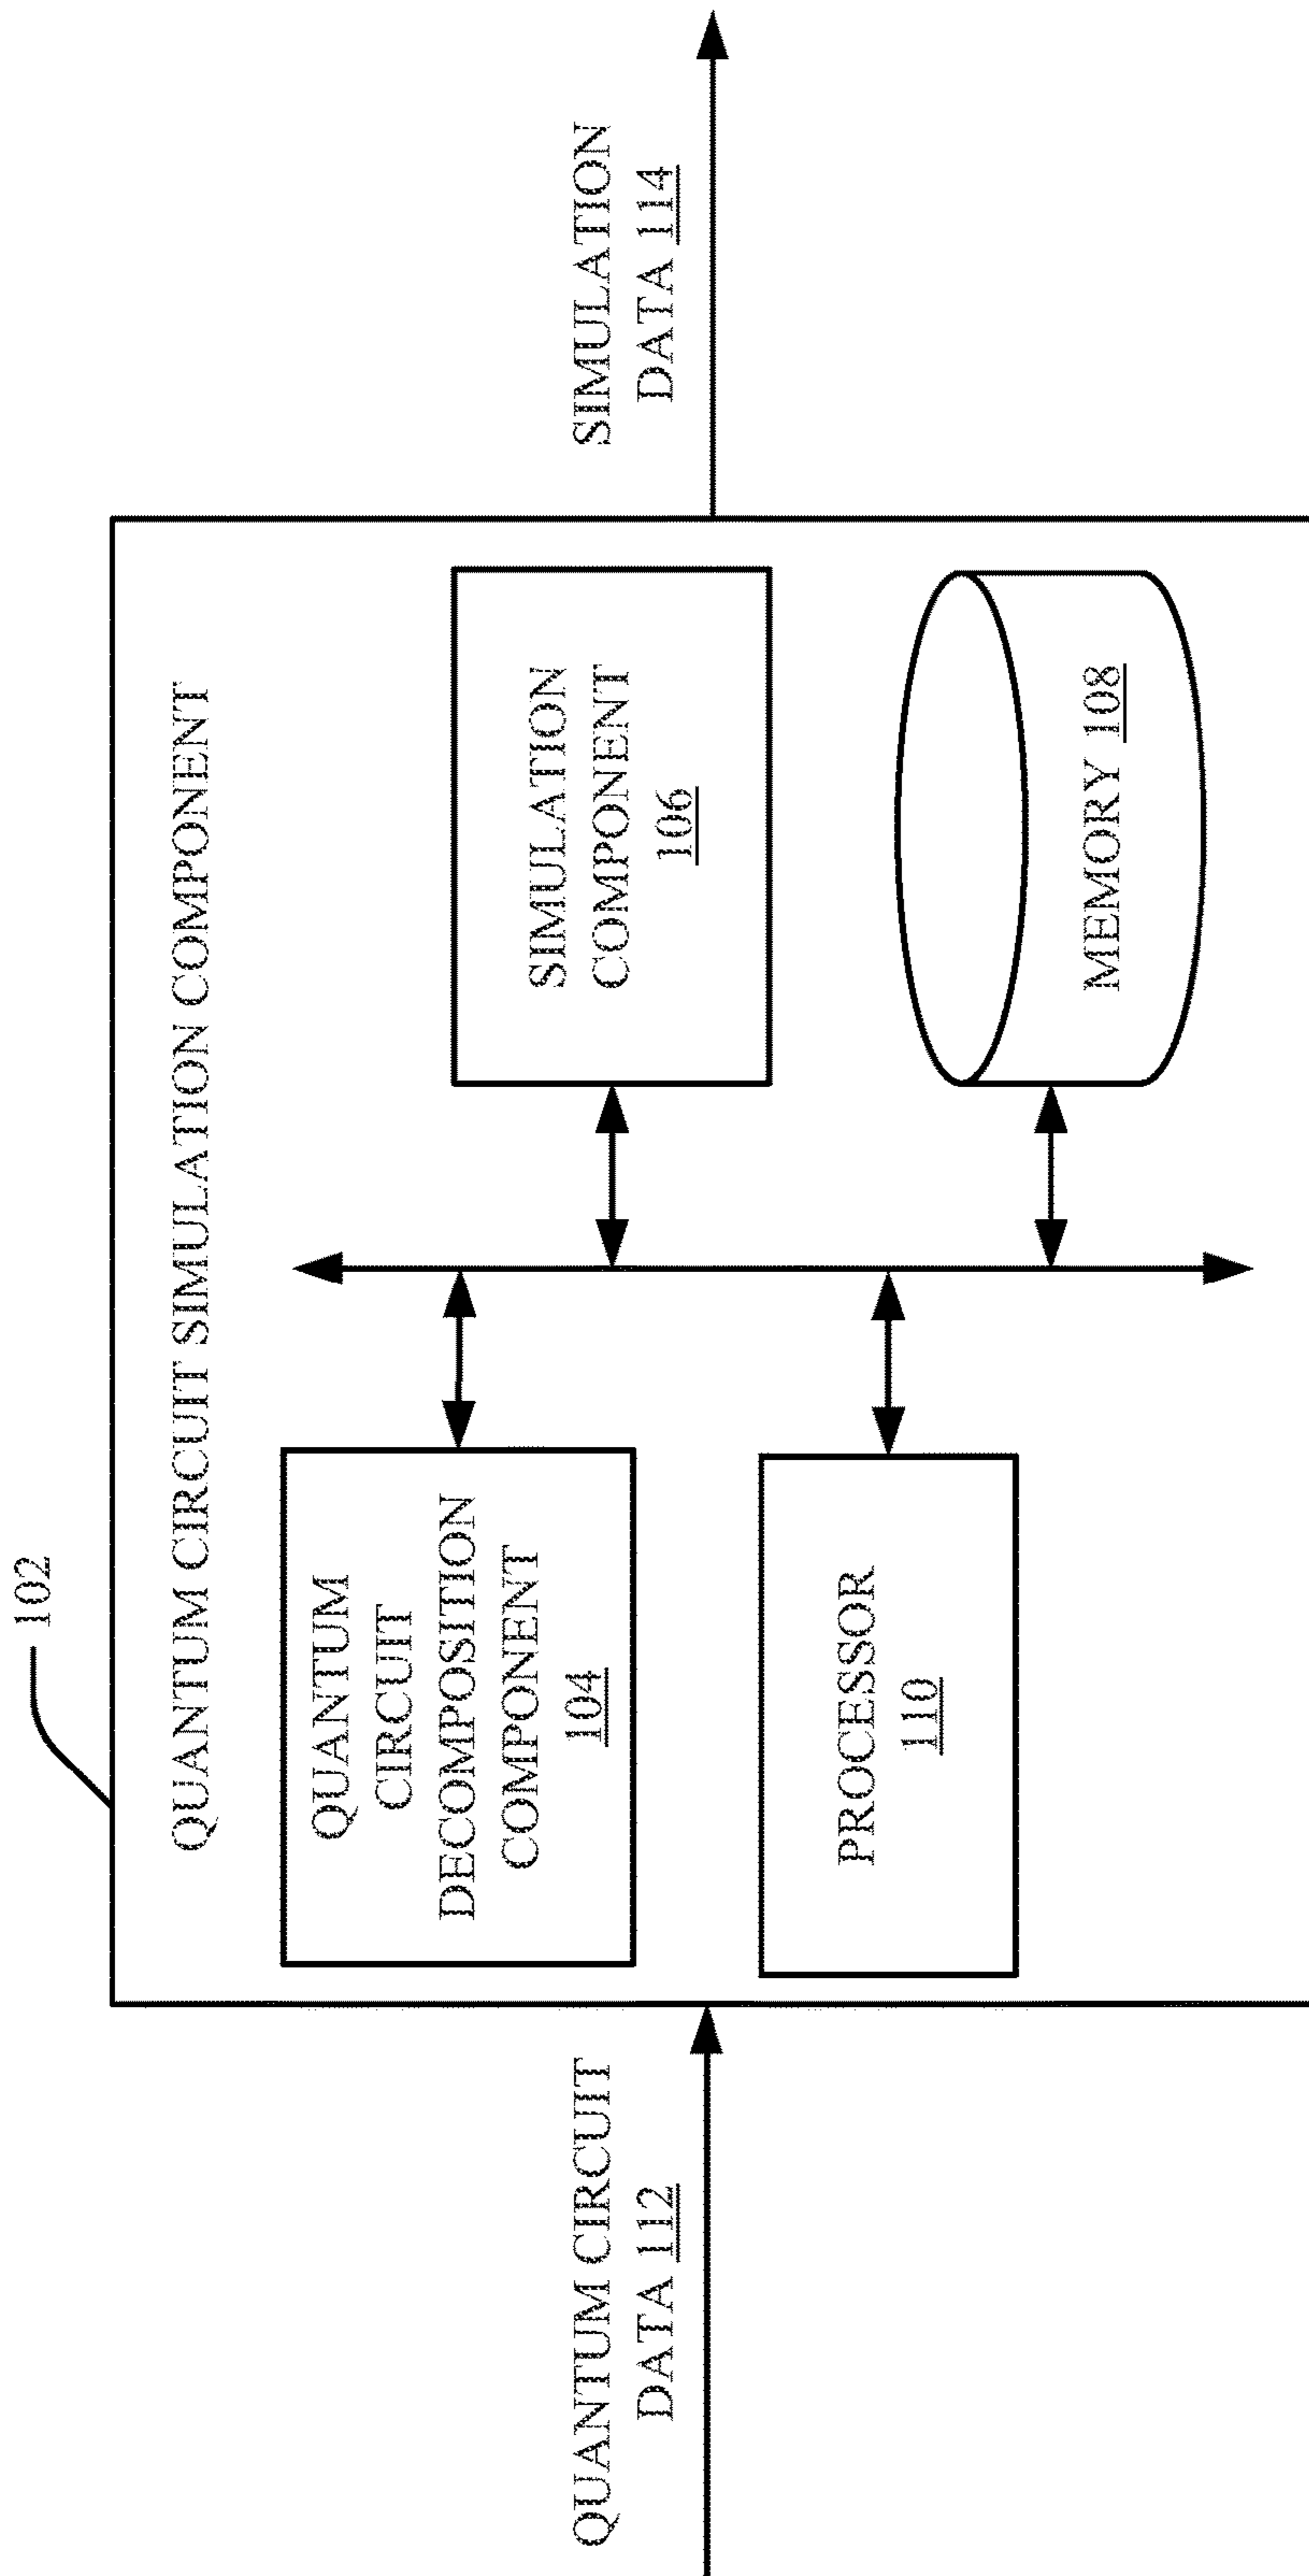 102
QUANTUM CIRCUIT SIMULATION COMPONENT
QUANTUM CIRCUIT
DATA 112
QUANTUM
CIRCUIT
DECOMPOSITION
COMPONENT
104
SIMULATION
COMPONENT
106
PROCESSOR
110
MEMORY 108
SIMULATION
DATA 114